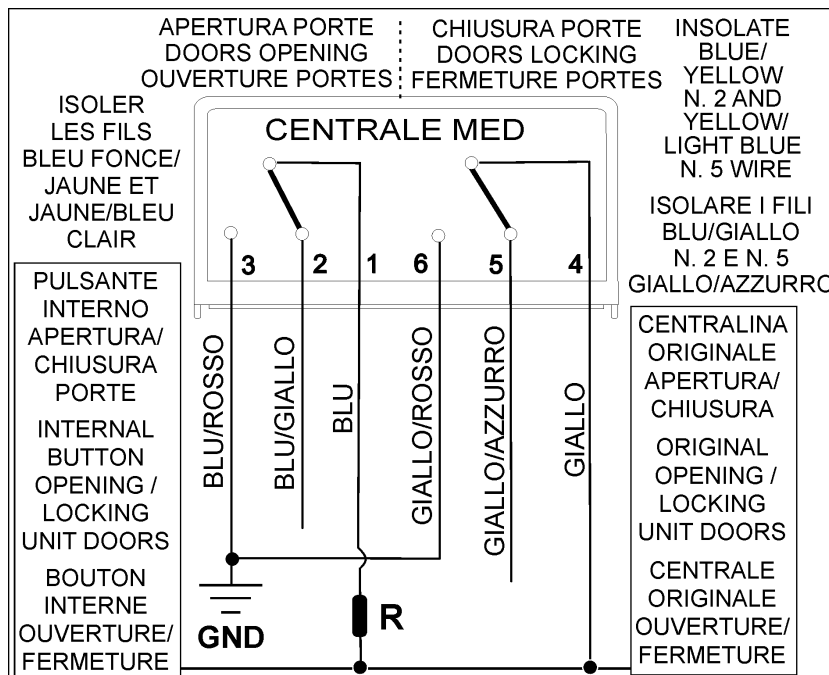 APERTURA PORTE
DOORS OPENING
OUVERTURE PORTES
CHIUSURA PORTE
DOORS LOCKING
FERMETURE PORTES
INSOLATE
BLUE/
YELLOW
N. 2 AND
YELLOW/
LIGHT BLUE
N. 5 WIRE
ISOLARE I FILI
BLU/GIALLO
N. 2 E N. 5
GIALLO/AZZURRO
ISOLER
LES FILS
BLEU FONCE/
JAUNE ET
JAUNE/BLEU
CLAIR
CENTRALE MED
3 2 1 6 5 4
PULSANTE
INTERNO
APERTURA/
CHIUSURA
PORTE
INTERNAL
BUTTON
OPENING /
LOCKING
UNIT DOORS
BOUTON
INTERNE
OUVERTURE/
FERMETURE
BLU/ROSSO
BLU/GIALLO
BLU
GIALLO/ROSSO
GIALLO/AZZURRO
GIALLO
GND
R
CENTRALINA
ORIGINALE
APERTURA/
CHIUSURA
ORIGINAL
OPENING /
LOCKING
UNIT DOORS
CENTRALE
ORIGINALE
OUVERTURE/
FERMETURE